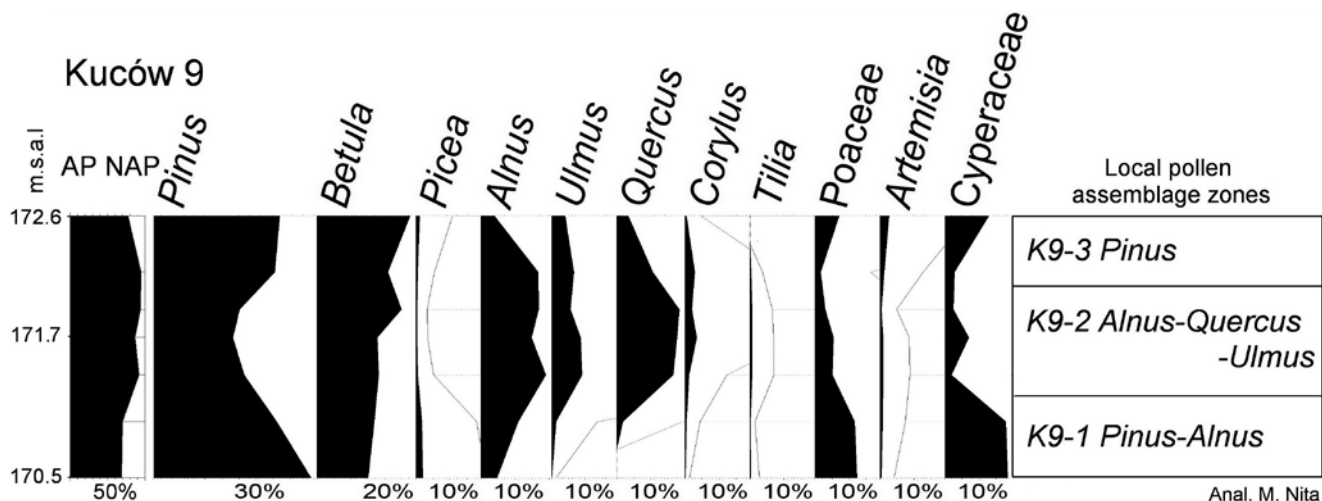 Kuców 9
m.s.a.l
AP NAP
Pinus
Betula
Picea
Alnus
Ulmus
Quercus
Corylus
Tilia
Poaceae
Artemisia
Cyperaceae
Local pollen
assemblage zones
172.6
K9-3 Pinus
171.7
K9-2 Alnus-Quercus
-Ulmus
K9-1 Pinus-Alnus
170.5
50% 30% 20% 10% 10% 10% 10% 10% 10% 10% 10% 10%
Anal. M. Nita